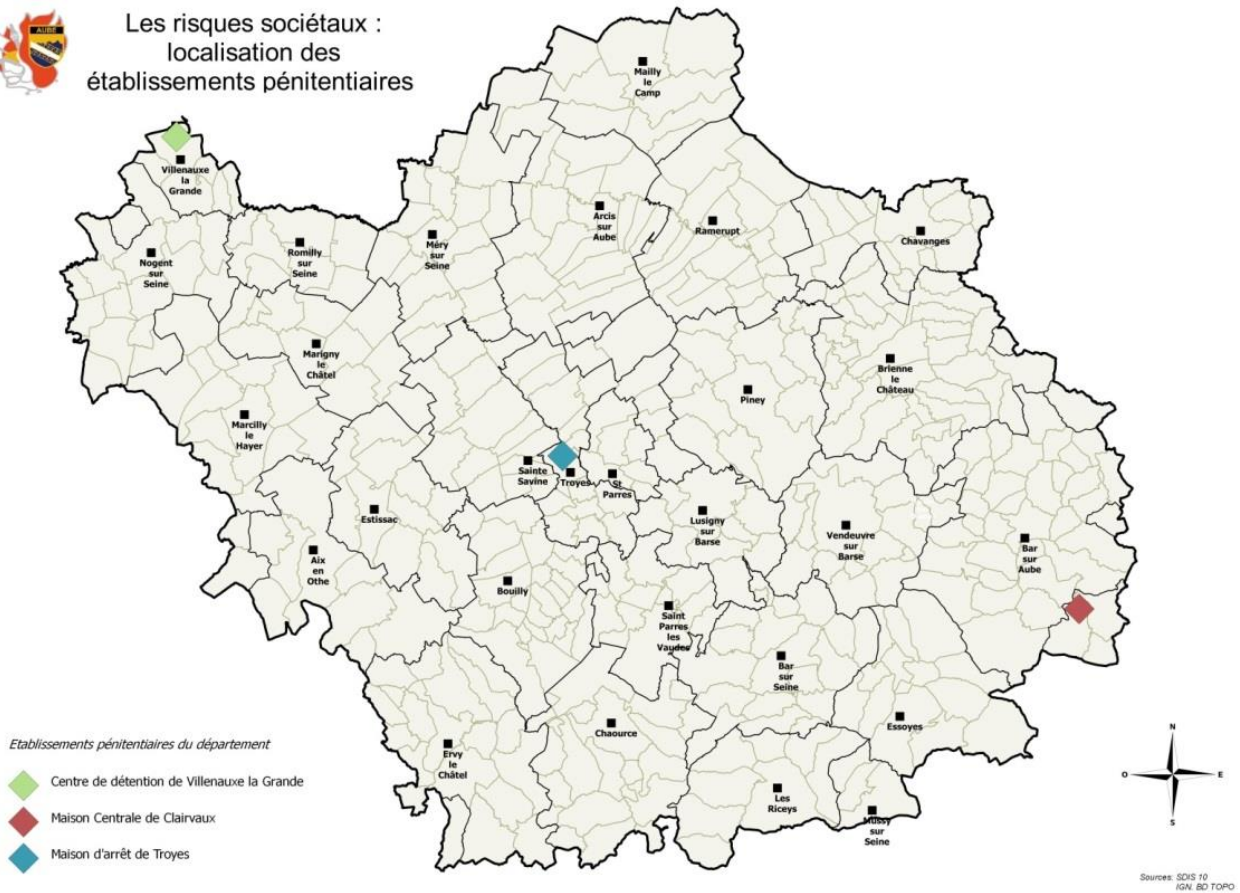 AUBE
Les risques sociétaux :
localisation des
établissements pénitentiaires
Mailly
le
Camp
Villenauxe
la
Grande
Arcis
sur
Aube
Ramerupt
Chavanges
Nogent
sur
Seine
Romilly
sur
Seine
Méry
sur
Seine
Marigny
le
Châtel
Brienne
le
Château
Piney
Marcilly
le
Hayer
Sainte
Savine
Troyes
St
Parres
Estissac
Lusigny
sur
Barse
Vendeuvre
sur
Barse
Bar
sur
Aube
Aix
en
Othe
Bouilly
Saint
Parres
les
Vaudes
Bar
sur
Seine
Essoyes
Chaource
Ervy
le
Châtel
Les
Riceys
Mussy
sur
Seine
Etablissements pénitentiaires du département
Centre de détention de Villenauxe la Grande
Maison Centrale de Clairvaux
Maison d'arrêt de Troyes
N
O
E
S
Sources: SDIS 10
IGN. BD TOPO